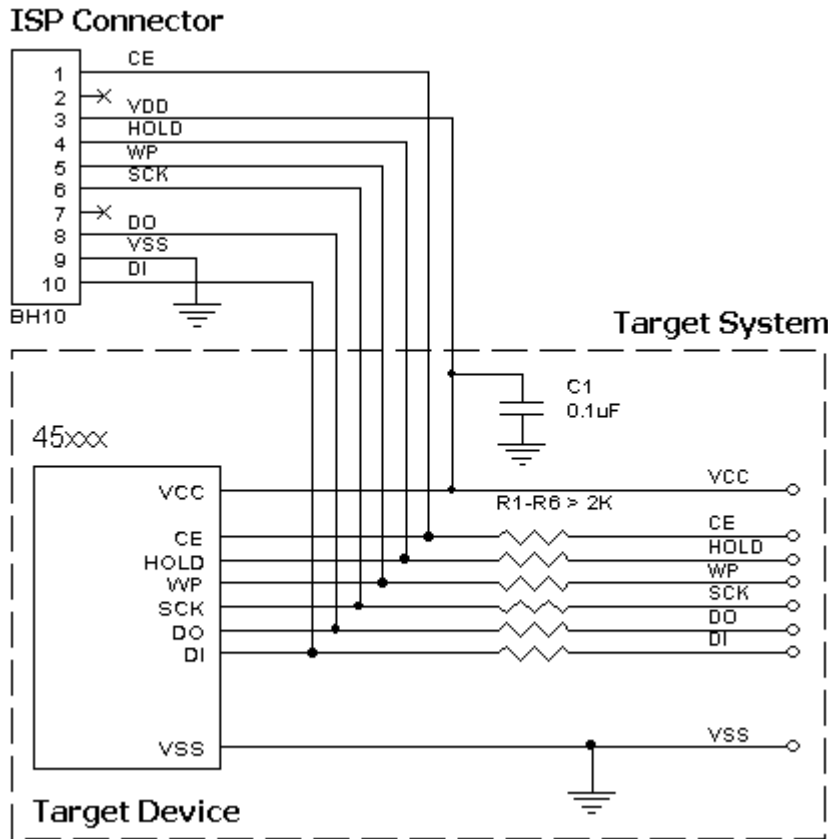 ISP Connector
1 CE
2
3 VDD
4 HOLD
5 WP
6 SCK
7
8 DO
9 VSS
10 DI
BH10
Target System
C1
0.1uF
45xxx
VCC VCC
R1-R6 > 2K
CE CE
HOLD HOLD
WP WP
SCK SCK
DO DO
DI DI
VSS VSS
Target Device